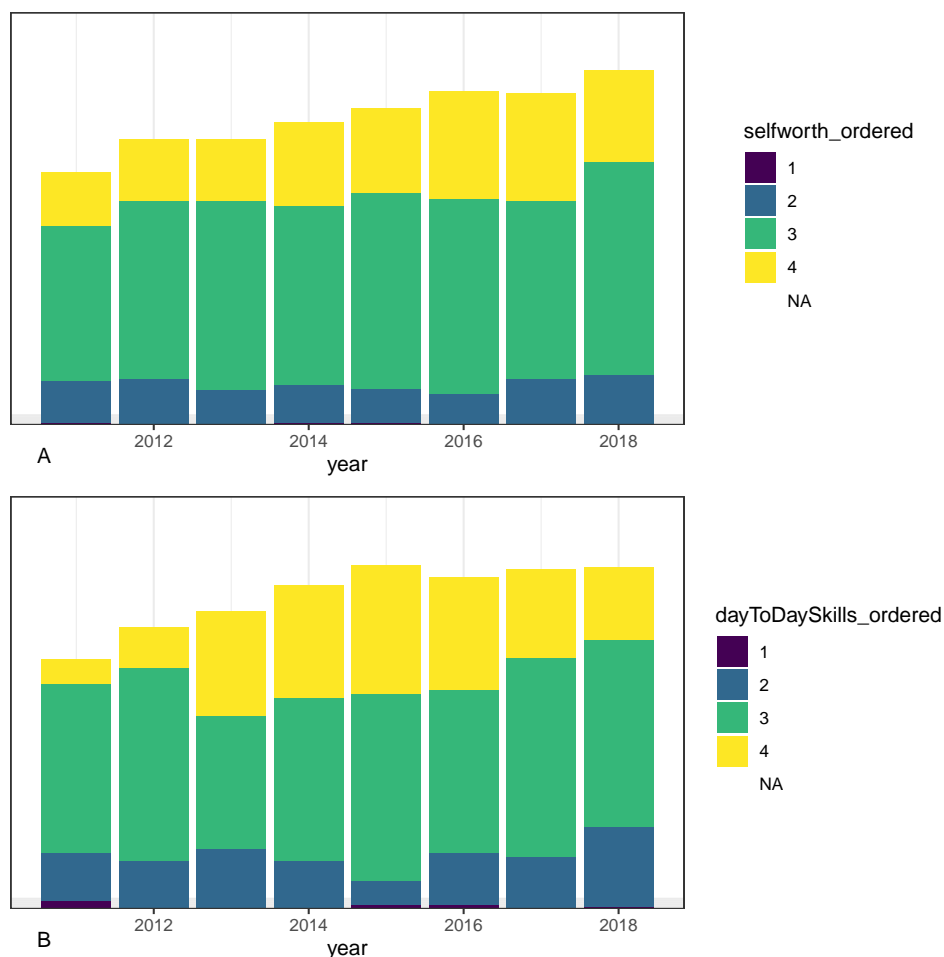 selfworth_ordered
1
2
3
4
NA
2012
2014
2016
2018
year
A
dayToDaySkills_ordered
1
2
3
4
NA
2012
2014
2016
2018
year
B